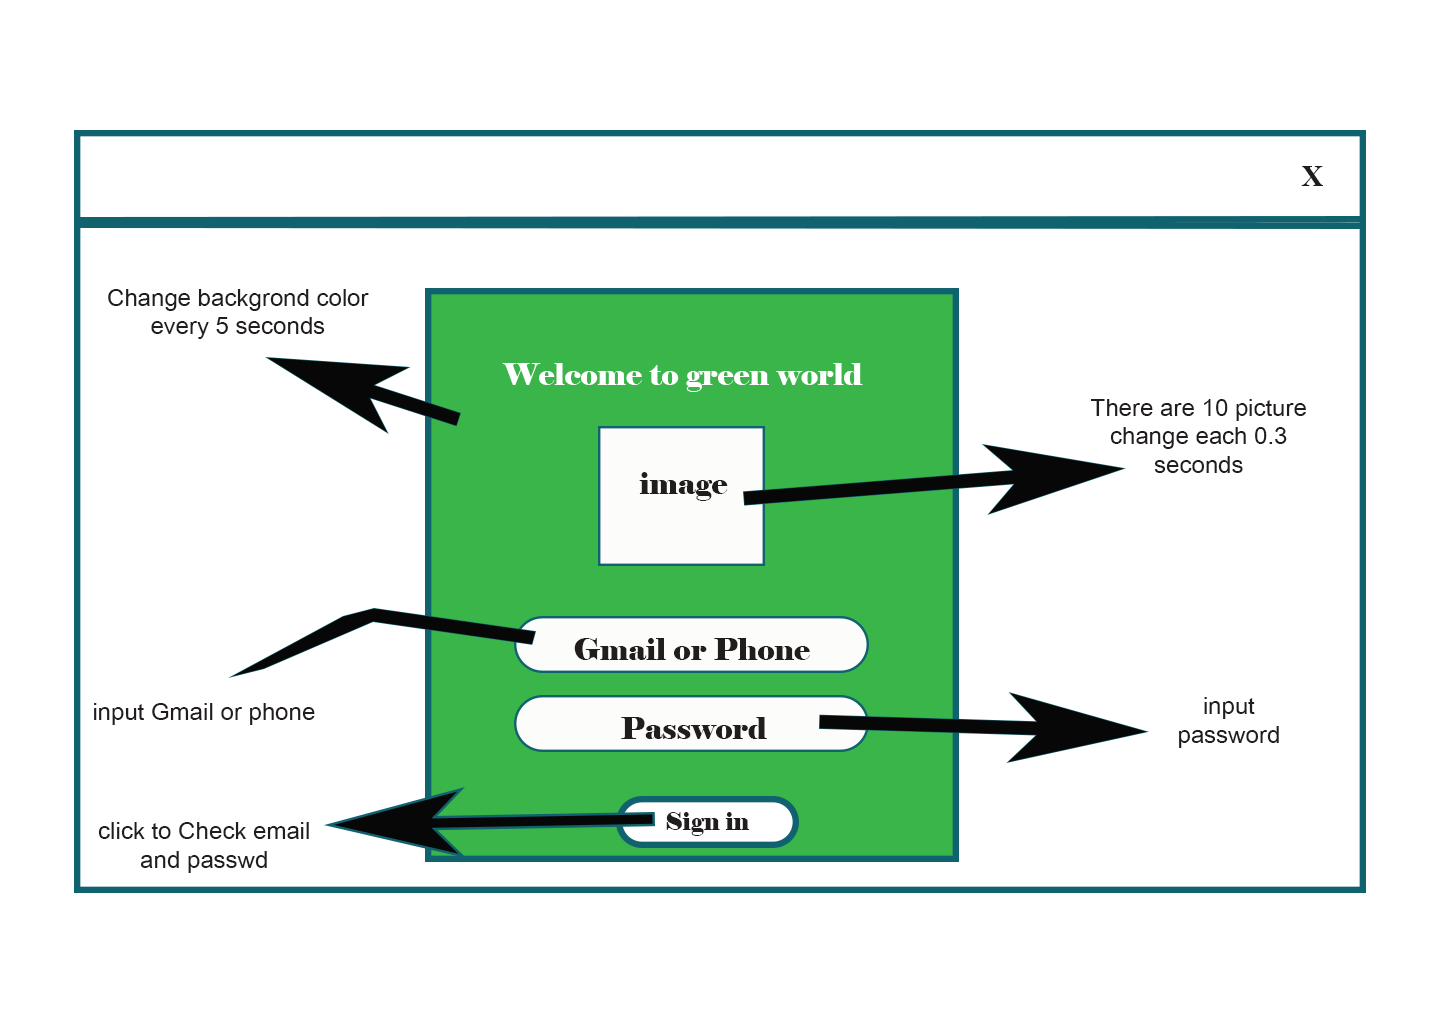 X
Change backgrond color
every 5 seconds
Welcome to green world
There are 10 picture
change each 0.3
seconds
image
Gmail or Phone
input Gmail or phone
Password
input
password
Sign in
click to Check email
and passwd